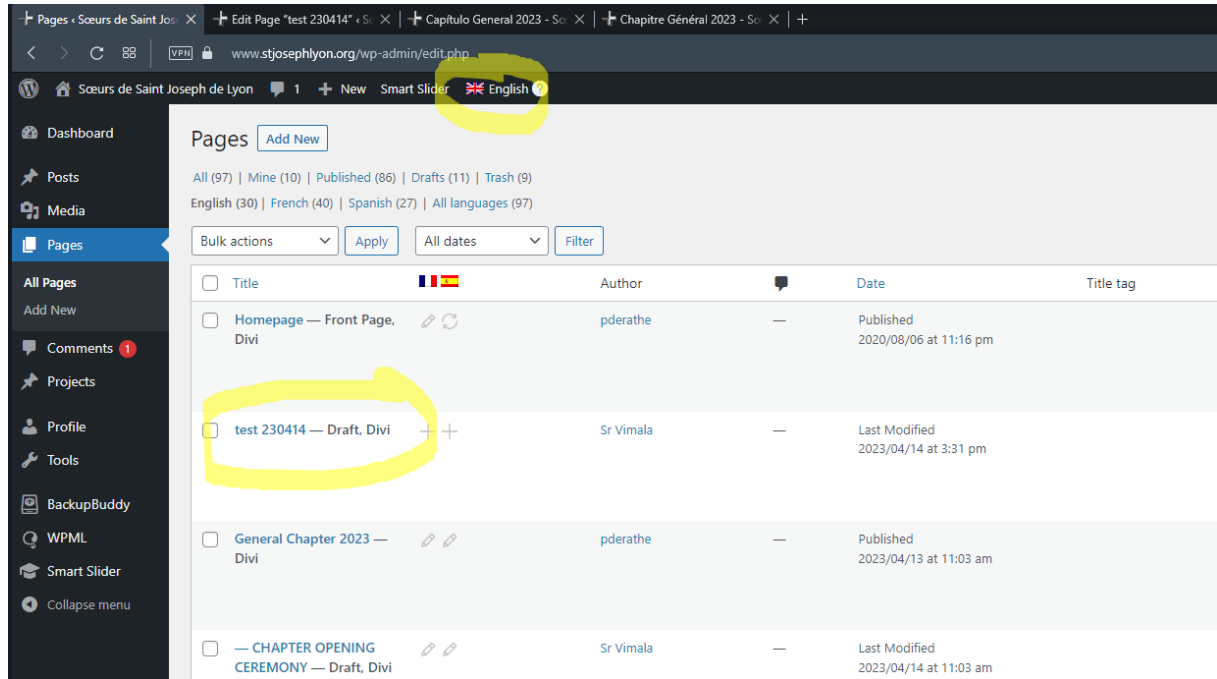 Pages ‹ Sœurs de Saint Jos
Edit Page "test 230414" ‹ S
Capítulo General 2023 - So
Chapitre Général 2023 - So
VPN www.stjosephlyon.org/wp-admin/edit.php
Sœurs de Saint Joseph de Lyon 1 New Smart Slider English ?
Dashboard
Posts
Media
Pages
All Pages
Add New
Comments 1
Projects
Profile
Tools
BackupBuddy
WPML
Smart Slider
Collapse menu
Pages Add New
All (97) | Mine (10) | Published (86) | Drafts (11) | Trash (9)
English (30) | French (40) | Spanish (27) | All languages (97)
Bulk actions Apply All dates Filter
Title Author Date Title tag
Homepage — Front Page, Divi
pderathe
—
Published
2020/08/06 at 11:16 pm
test 230414 — Draft, Divi
Sr Vimala
—
Last Modified
2023/04/14 at 3:31 pm
General Chapter 2023 —
Divi
pderathe
—
Published
2023/04/13 at 11:03 am
— CHAPTER OPENING
CEREMONY — Draft, Divi
Sr Vimala
—
Last Modified
2023/04/14 at 11:03 am